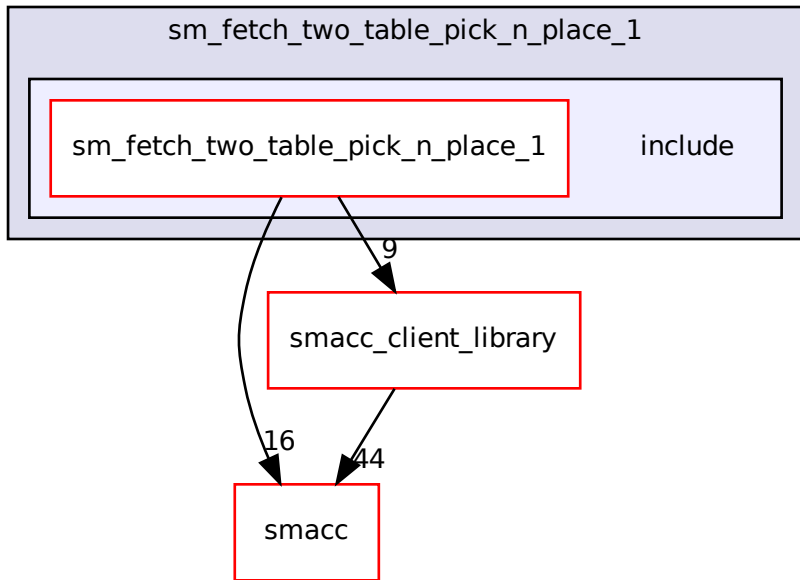 sm_fetch_two_table_pick_n_place_1
sm_fetch_two_table_pick_n_place_1 include
9
smacc_client_library
16
44
smacc